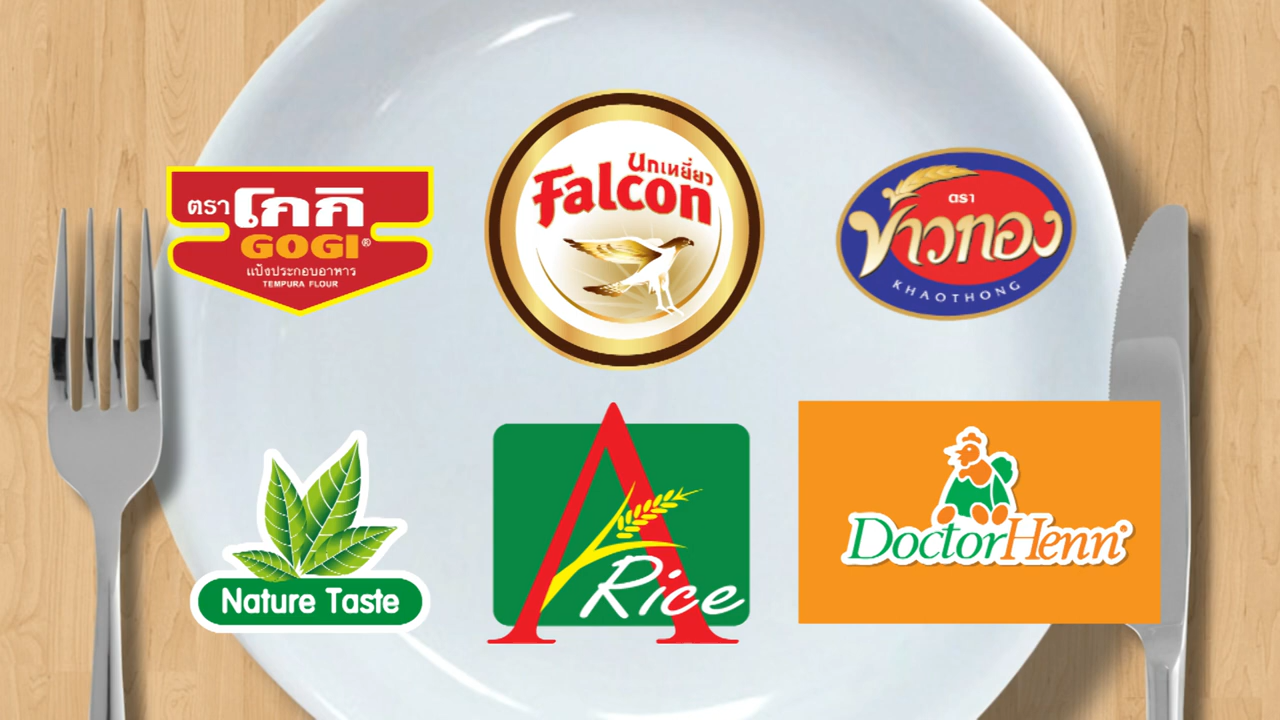 ตรา โกกิ
GOGI®
แป้งประกอบอาหาร
TEMPURA FLOUR
นกเหยี่ยว
Falcon
ตรา
ข้าวทอง
KHAOTHONG
Nature Taste
A Rice
DoctorHenn®